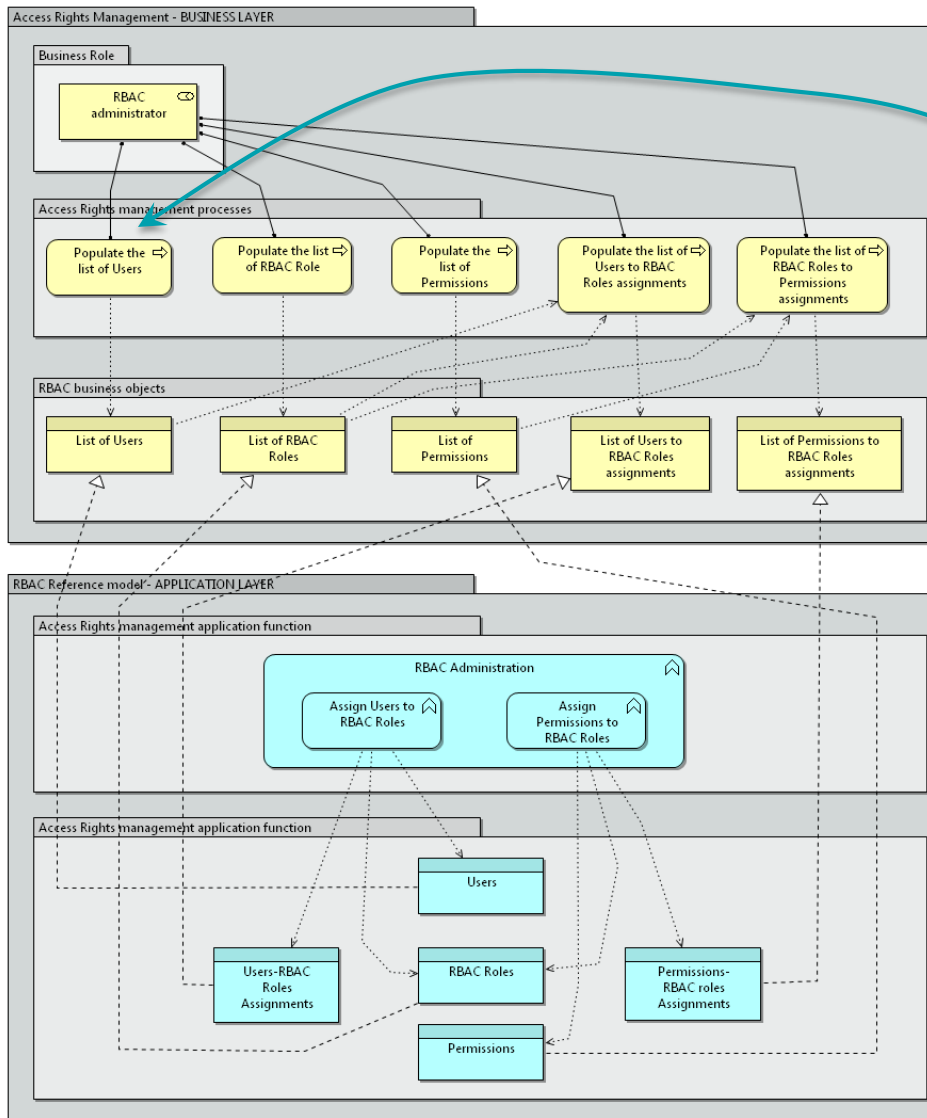 Access Rights Management - BUSINESS LAYER
Business Role
RBAC
administrator
Access Rights management processes
Populate the
list of Users
Populate the list
of RBAC Role
Populate the
list of
Permissions
Populate the list of
Users to RBAC
Roles assignments
Populate the list of
RBAC Roles to
Permissions
assignments
RBAC business objects
List of Users
List of RBAC
Roles
List of
Permissions
List of Users to
RBAC Roles
assignments
List of Permissions to
RBAC Roles
assignments
RBAC Reference model - APPLICATION LAYER
Access Rights management application function
RBAC Administration
Assign Users to
RBAC Roles
Assign
Permissions to
RBAC Roles
Access Rights management application function
Users
Users-RBAC
Roles
Assignments
RBAC Roles
Permissions-
RBAC roles
Assignments
Permissions